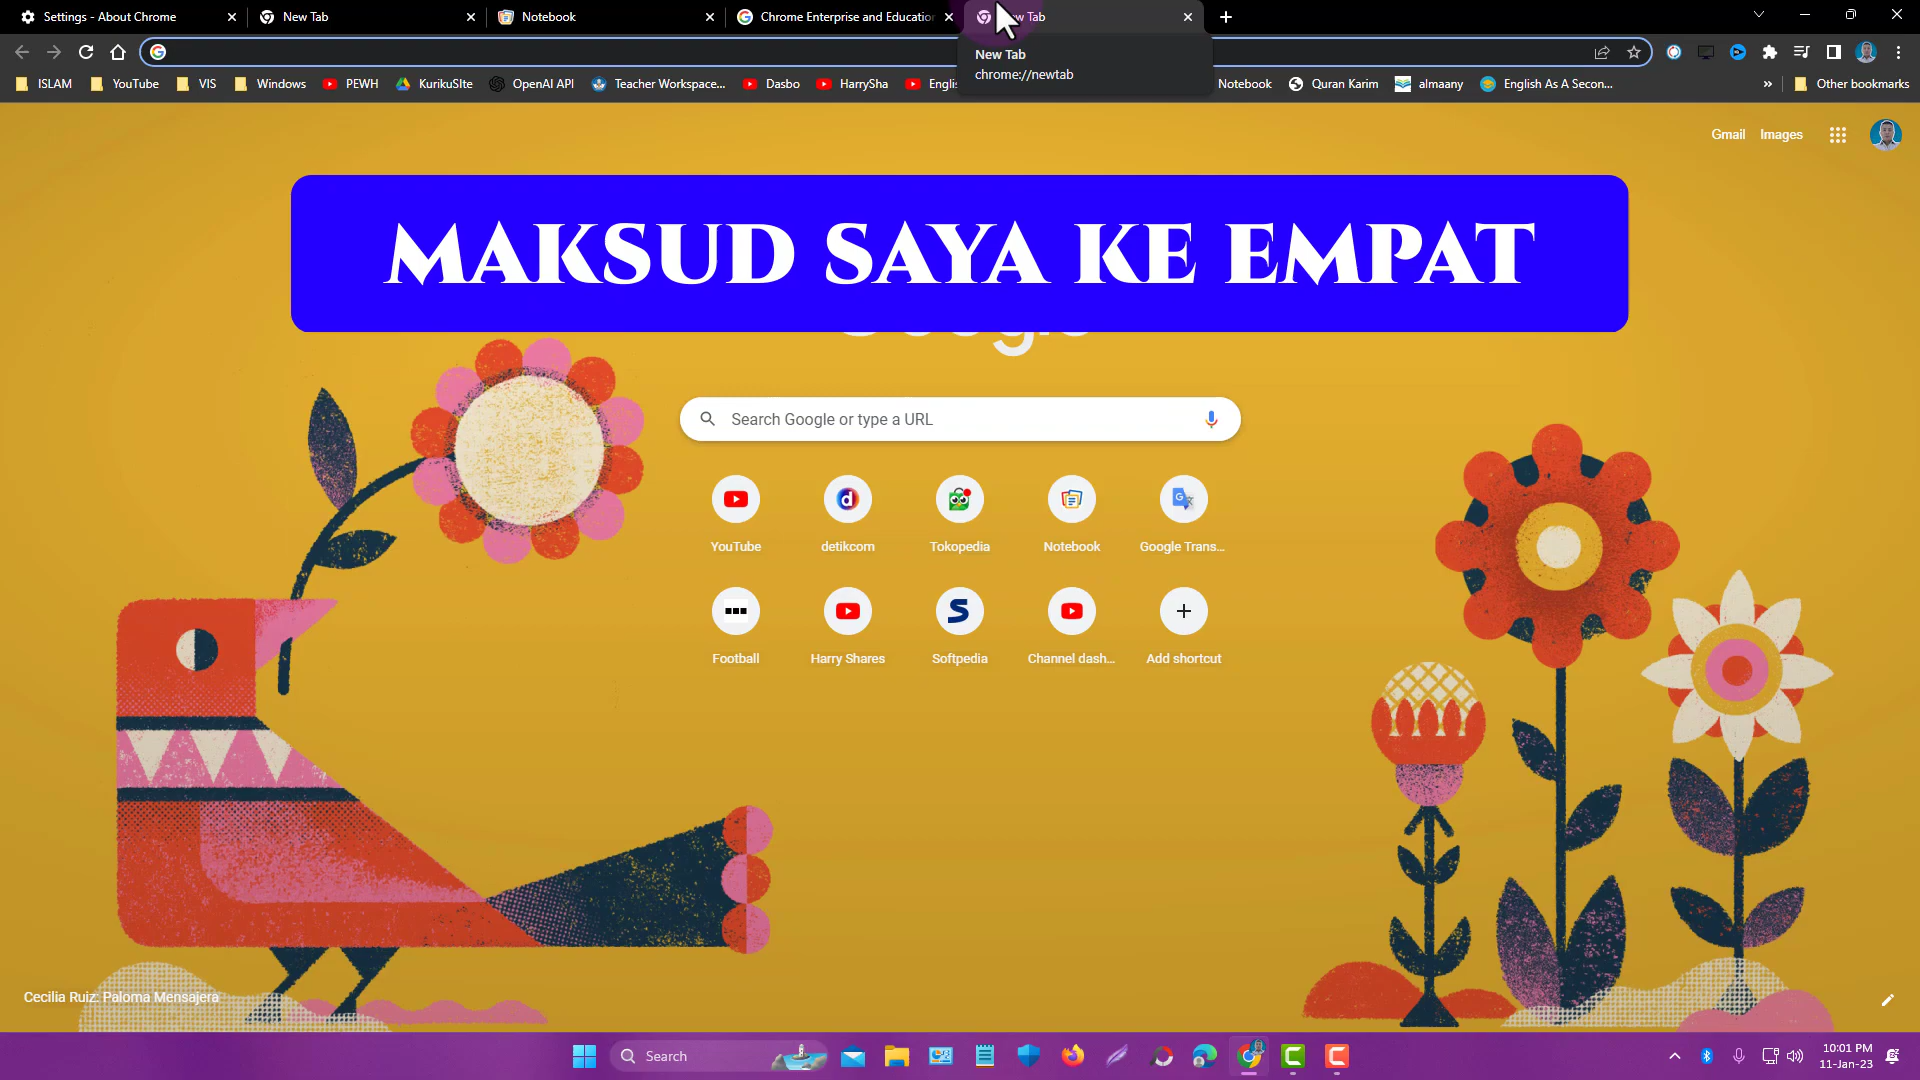 Settings - About Chrome
New Tab
Notebook
Chrome Enterprise and Education
Tab
New Tab
chrome://newtab
ISLAM
YouTube
VIS
Windows
PEWH
KurikuSIte
OpenAI API
Teacher Workspace...
Dasbo
HarrySha
Notebook
Quran Karim
almaany
English As A Secon...
»
Other bookmarks
Gmail
Images
MAKSUD SAYA KE EMPAT
Search Google or type a URL
YouTube
detikcom
Tokopedia
Notebook
Google Trans...
Football
Harry Shares
Softpedia
Channel dash...
Add shortcut
Cecilia Ruiz: Paloma Mensajera
Search
10:01 PM
11-Jan-23